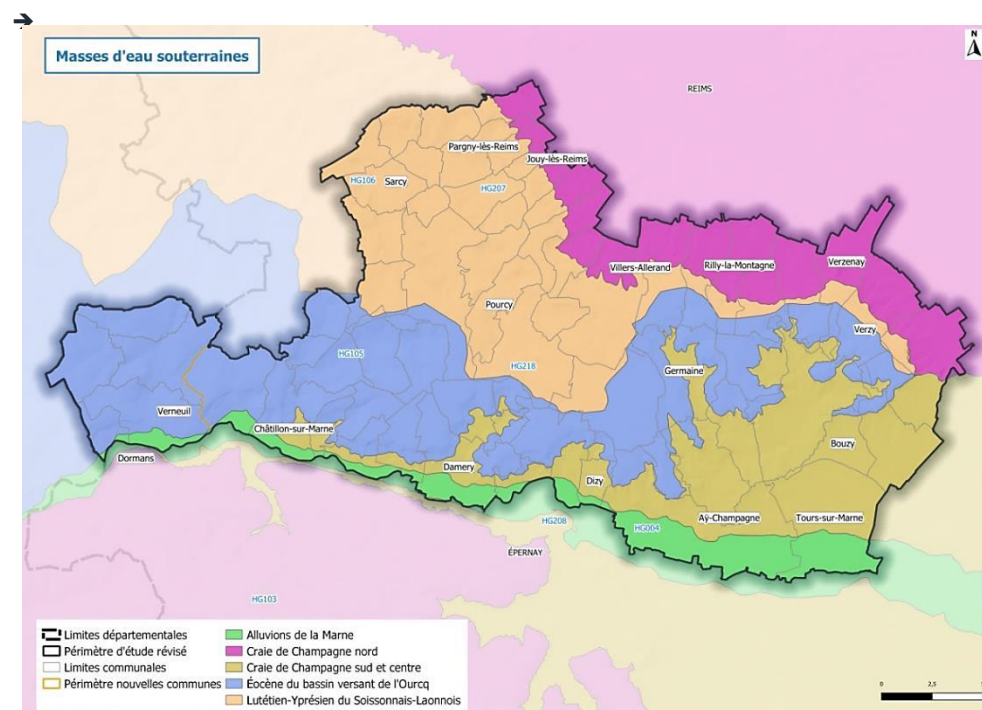 ➔
Masses d'eau souterraines
N
REIMS
Pargny-lès-Reims
Jouy-lès-Reims
HG106
Sarcy
HG207
Villers-Allerand
Rilly-la-Montagne
Verzenay
Pourcy
Verzy
HG105
HG218
Germaine
Verneuil
Châtillon-sur-Marne
Bouzy
Dormans
Damery
Dizy
HG208
HG004
Aÿ-Champagne
Tours-sur-Marne
ÉPERNAY
HG103
Limites départementales
Périmètre d'étude révisé
Limites communales
Périmètre nouvelles communes
Alluvions de la Marne
Craie de Champagne nord
Craie de Champagne sud et centre
Éocène du bassin versant de l'Ourcq
Lutétien-Yprésien du Soissonnais-Laonnois
0 2,5